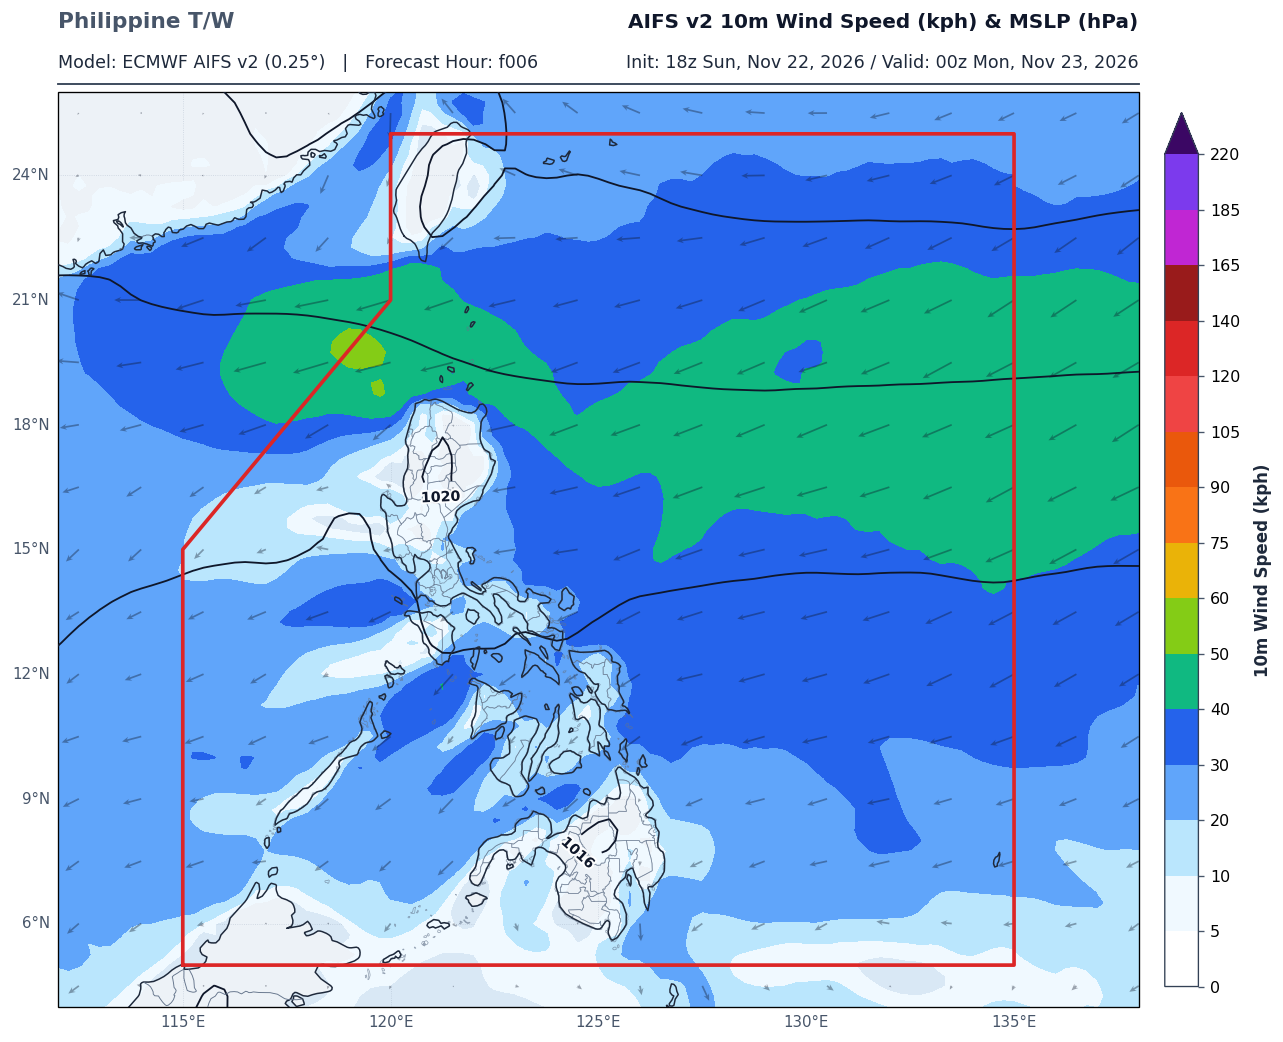 Philippine T/W
AIFS v2 10m Wind Speed (kph) & MSLP (hPa)
Model: ECMWF AIFS v2 (0.25°)   |   Forecast Hour: f006
Init: 18z Sun, Nov 22, 2026 / Valid: 00z Mon, Nov 23, 2026
24°N
21°N
18°N
15°N
12°N
9°N
6°N
1020
1016
115°E
120°E
125°E
130°E
135°E
220
185
165
140
120
105
90
75
60
50
40
30
20
10
5
0
10m Wind Speed (kph)